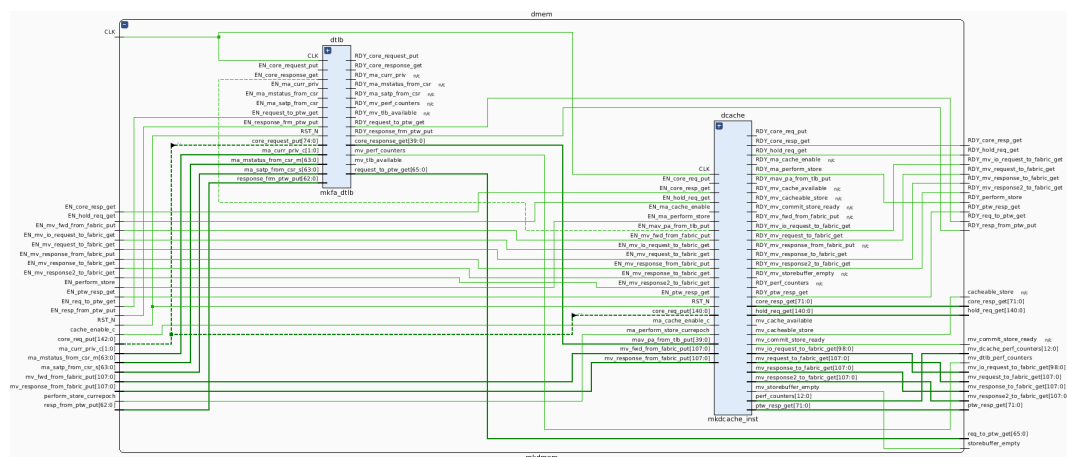 dmem
CLK
dtlb
CLK
EN_core_request_put
EN_core_response_get
EN_ma_curr_priv
EN_ma_mstatus_from_csr
EN_ma_satp_from_csr
EN_request_to_ptw_get
EN_response_frm_ptw_put
RST_N
core_request_put[74:0]
ma_curr_priv_c[1:0]
ma_mstatus_from_csr_m[63:0]
ma_satp_from_csr_s[63:0]
response_frm_ptw_put[62:0]
RDY_core_request_put
RDY_core_response_get
RDY_ma_curr_priv n/c
RDY_ma_mstatus_from_csr n/c
RDY_ma_satp_from_csr n/c
RDY_mv_perf_counters n/c
RDY_mv_tlb_available n/c
RDY_request_to_ptw_get
RDY_response_frm_ptw_put
core_response_get[39:0]
mv_perf_counters
mv_tlb_available
request_to_ptw_get[65:0]
mkfa_dtlb
dcache
CLK
EN_core_req_put
EN_core_resp_get
EN_hold_req_get
EN_ma_cache_enable
EN_ma_perform_store
EN_mav_pa_from_tlb_put
EN_mv_fwd_from_fabric_put
EN_mv_io_request_to_fabric_get
EN_mv_request_to_fabric_get
EN_mv_response_from_fabric_put
EN_mv_response_to_fabric_get
EN_mv_response2_to_fabric_get
EN_ptw_resp_get
RST_N
core_req_put[140:0]
ma_cache_enable_c
ma_perform_store_currepoch
mav_pa_from_tlb_put[39:0]
mv_fwd_from_fabric_put[107:0]
mv_response_from_fabric_put[107:0]
RDY_core_req_put
RDY_core_resp_get
RDY_hold_req_get
RDY_ma_cache_enable n/c
RDY_ma_perform_store
RDY_mav_pa_from_tlb_put
RDY_mv_cache_available n/c
RDY_mv_cacheable_store n/c
RDY_mv_commit_store_ready n/c
RDY_mv_fwd_from_fabric_put n/c
RDY_mv_io_request_to_fabric_get
RDY_mv_request_to_fabric_get
RDY_mv_response_from_fabric_put n/c
RDY_mv_response_to_fabric_get
RDY_mv_response2_to_fabric_get
RDY_mv_storebuffer_empty n/c
RDY_perf_counters n/c
RDY_ptw_resp_get
core_resp_get[71:0]
hold_req_get[140:0]
mv_cache_available
mv_cacheable_store
mv_commit_store_ready
mv_io_request_to_fabric_get[98:0]
mv_request_to_fabric_get[107:0]
mv_response_to_fabric_get[107:0]
mv_response2_to_fabric_get[107:0]
mv_storebuffer_empty
perf_counters[12:0]
ptw_resp_get[71:0]
mkdcache_inst
EN_core_resp_get
EN_hold_req_get
EN_mv_fwd_from_fabric_put
EN_mv_io_request_to_fabric_get
EN_mv_request_to_fabric_get
EN_mv_response_from_fabric_put
EN_mv_response_to_fabric_get
EN_mv_response2_to_fabric_get
EN_perform_store
EN_ptw_resp_get
EN_req_to_ptw_get
EN_resp_from_ptw_put
RST_N
cache_enable_c
core_req_put[142:0]
ma_curr_priv_c[1:0]
ma_mstatus_from_csr_m[63:0]
ma_satp_from_csr_s[63:0]
mv_fwd_from_fabric_put[107:0]
mv_response_from_fabric_put[107:0]
perform_store_currepoch
resp_from_ptw_put[62:0]
RDY_core_resp_get
RDY_hold_req_get
RDY_mv_io_request_to_fabric_get
RDY_mv_request_to_fabric_get
RDY_mv_response_to_fabric_get
RDY_mv_response2_to_fabric_get
RDY_perform_store
RDY_ptw_resp_get
RDY_req_to_ptw_get
RDY_resp_from_ptw_put
cacheable_store n/c
core_resp_get[71:0]
hold_req_get[140:0]
mv_commit_store_ready n/c
mv_dcache_perf_counters[12:0]
mv_dtlb_perf_counters
mv_io_request_to_fabric_get[98:0]
mv_request_to_fabric_get[107:0]
mv_response_to_fabric_get[107:0]
mv_response2_to_fabric_get[107:0
ptw_resp_get[71:0]
req_to_ptw_get[65:0]
storebuffer_empty
mkdmem